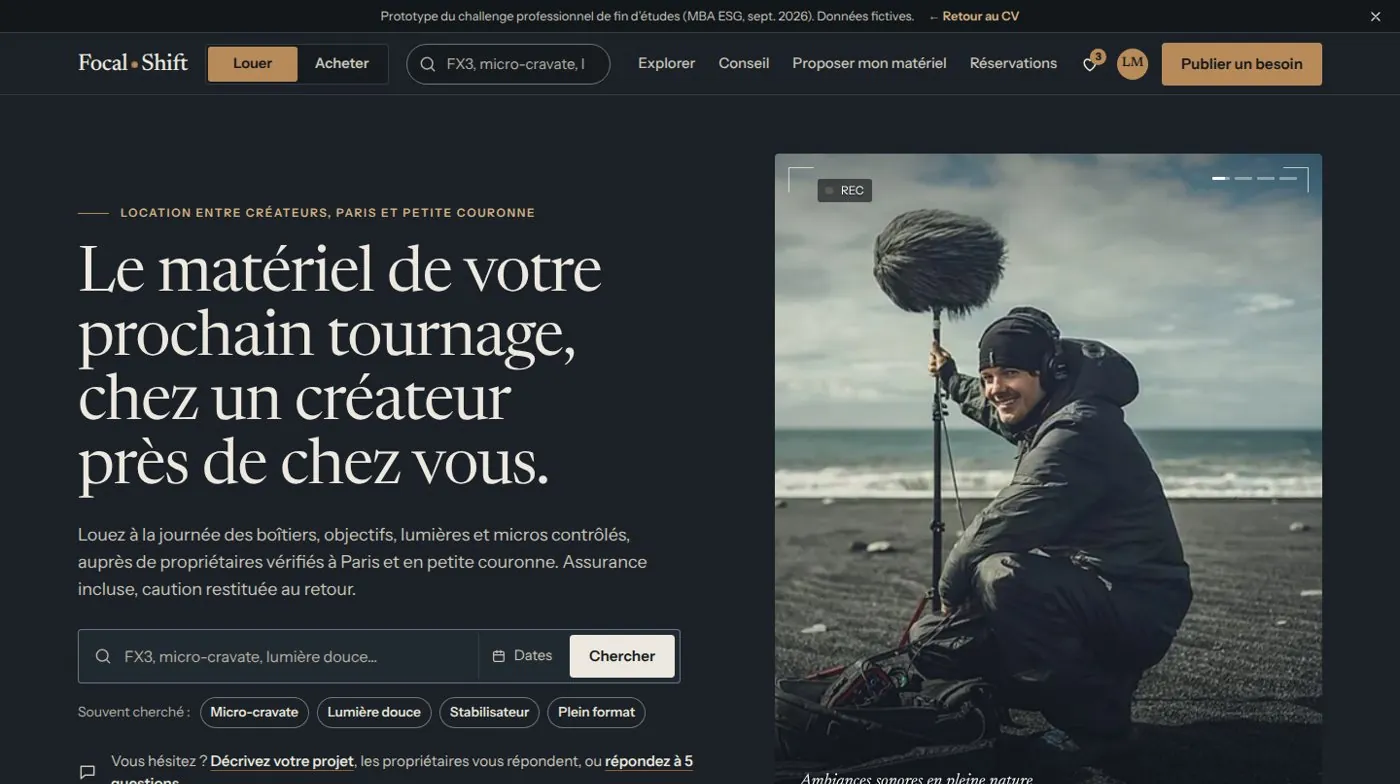 Prototype du challenge professionnel de fin d'études (MBA ESG, sept. 2026). Données fictives. ← Retour au CV
Focal Shift Louer Acheter FX3, micro-cravate, l Explorer Conseil Proposer mon matériel Réservations 3 LM Publier un besoin
REC
LOCATION ENTRE CRÉATEURS, PARIS ET PETITE COURONNE
Le matériel de votre
prochain tournage,
chez un créateur
près de chez vous.
Louez à la journée des boîtiers, objectifs, lumières et micros contrôlés,
auprès de propriétaires vérifiés à Paris et en petite couronne. Assurance
incluse, caution restituée au retour.
FX3, micro-cravate, lumière douce... Dates Chercher
Souvent cherché : Micro-cravate Lumière douce Stabilisateur Plein format
Vous hésitez ? Décrivez votre projet, les propriétaires vous répondent, ou répondez à 5
questions
Ambiances sonores en pleine nature